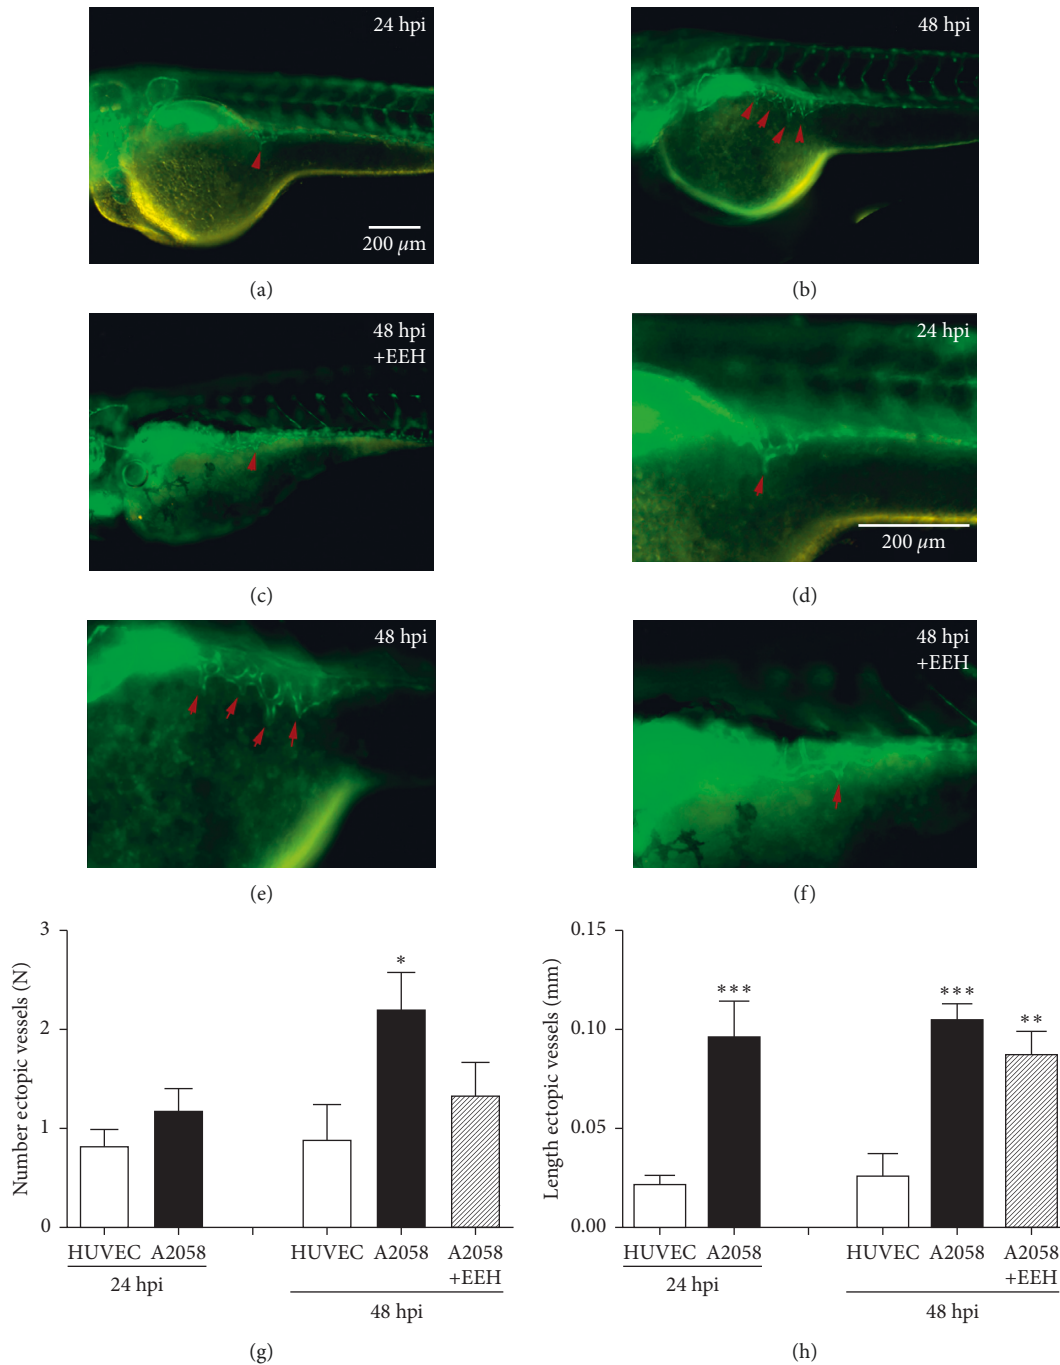 24 hpi
200 μm
(a)
48 hpi
(b)
48 hpi
+EEH
(c)
24 hpi
200 μm
(d)
48 hpi
(e)
48 hpi
+EEH
(f)
Number ectopic vessels (N)
3
2
1
0
*
HUVEC A2058 HUVEC A2058 A2058
+EEH
24 hpi
48 hpi
(g)
Length ectopic vessels (mm)
0.15
0.10
0.05
0.00
*** *** **
HUVEC A2058 HUVEC A2058 A2058
+EEH
24 hpi
48 hpi
(h)